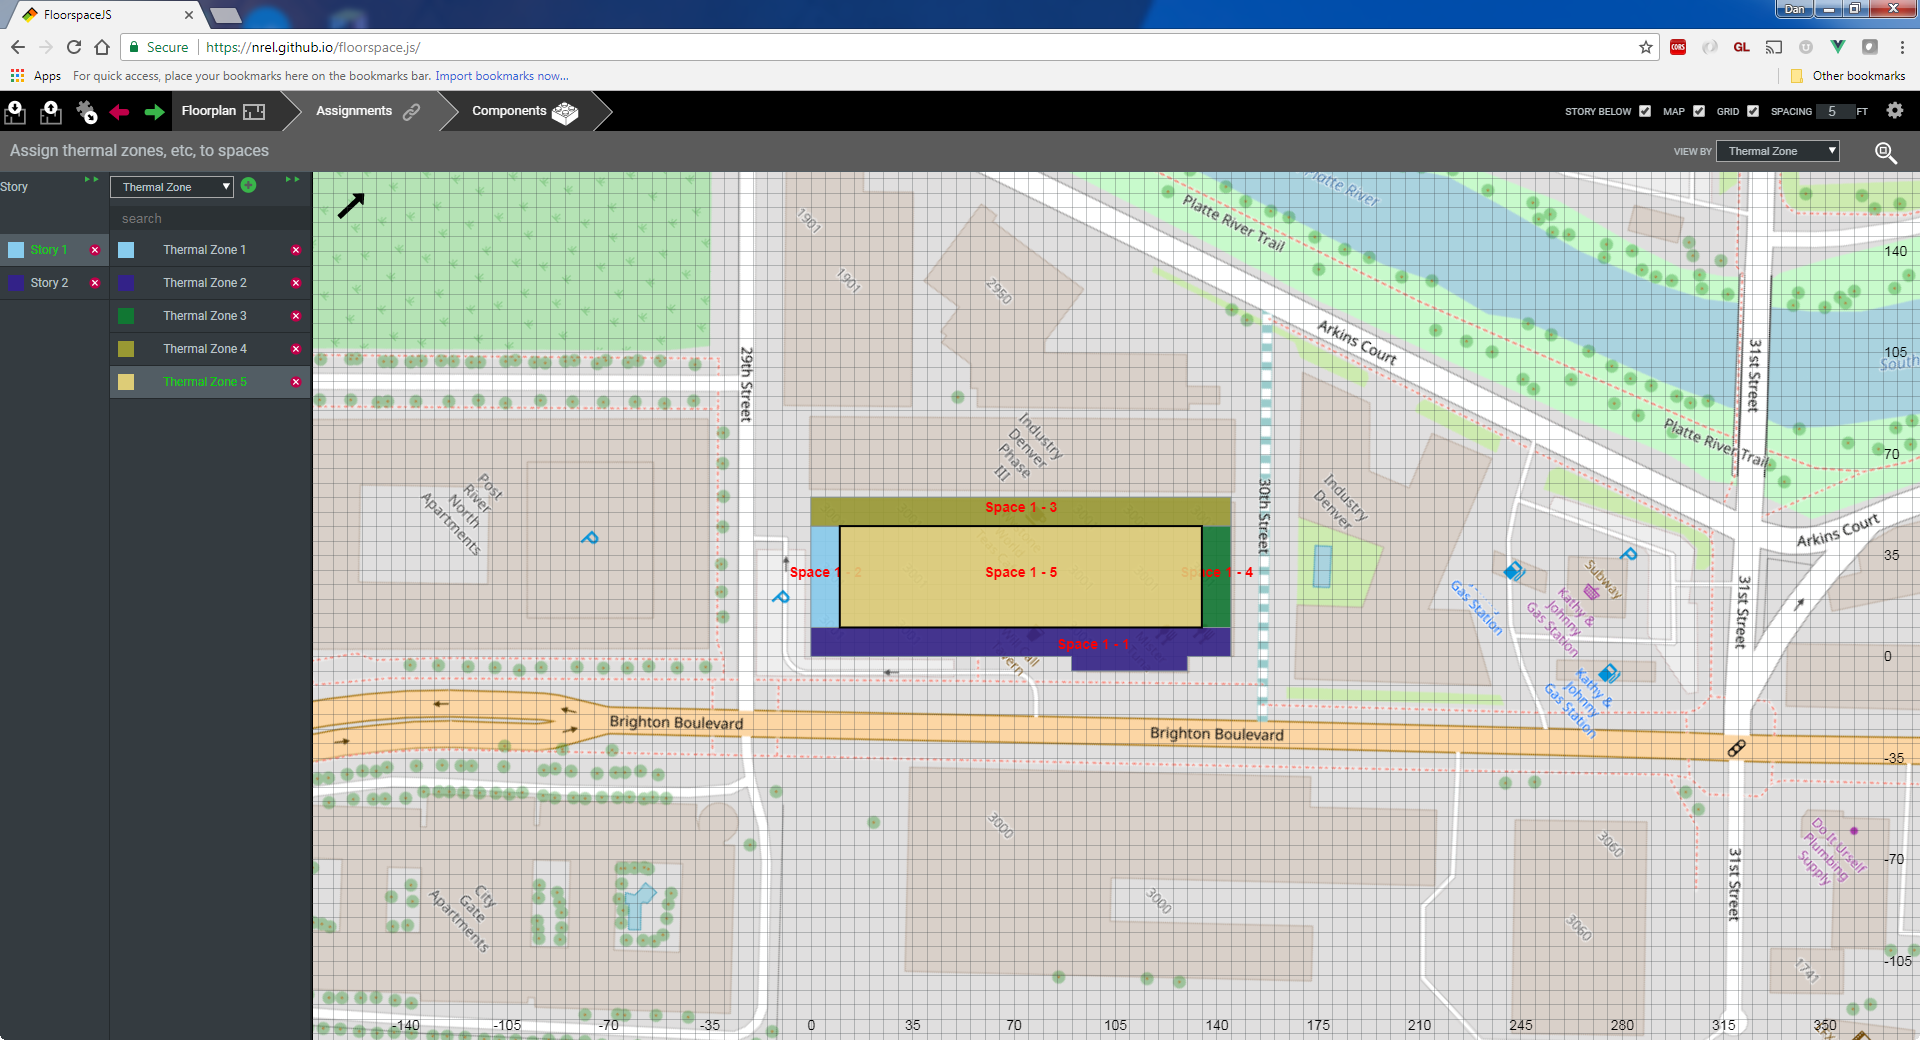 FloorspaceJS
Dan
Secure
https://nrel.github.io/floorspace.js/
CORS
GL
Apps
For quick access, place your bookmarks here on the bookmarks bar. Import bookmarks now...
Other bookmarks
Floorplan
Assignments
Components
STORY BELOW
MAP
GRID
SPACING 5 FT
Assign thermal zones, etc, to spaces
VIEW BY Thermal Zone
Story
Thermal Zone
search
Story 1
Story 2
Thermal Zone 1
Thermal Zone 2
Thermal Zone 3
Thermal Zone 4
Thermal Zone 5
1901
1901
2950
Platte River
Platte River Trail
Arkins Court
31st Street
South
Platte River Trail
29th Street
Industry
Denver
Phase
III
Post
River
North
Apartments
P
P
Space 1 - 3
Space 1 - 2
Space 1 - 5
Space 1 - 4
Space 1 - 1
30th Street
Industry
Denver
Gas Station
Subway
P
Kathy &
Johnny
Gas Station
Kathy &
Johnny
Gas Station
31st Street
Arkins Court
Brighton Boulevard
Brighton Boulevard
3000
3000
3060
3060
31st Street
Do It Urself
Plumbing
Supply
1741
City
Gate
Apartments
140
105
70
35
0
-35
-70
-105
-140
-105
-70
-35
0
35
70
105
140
175
210
245
280
315
350